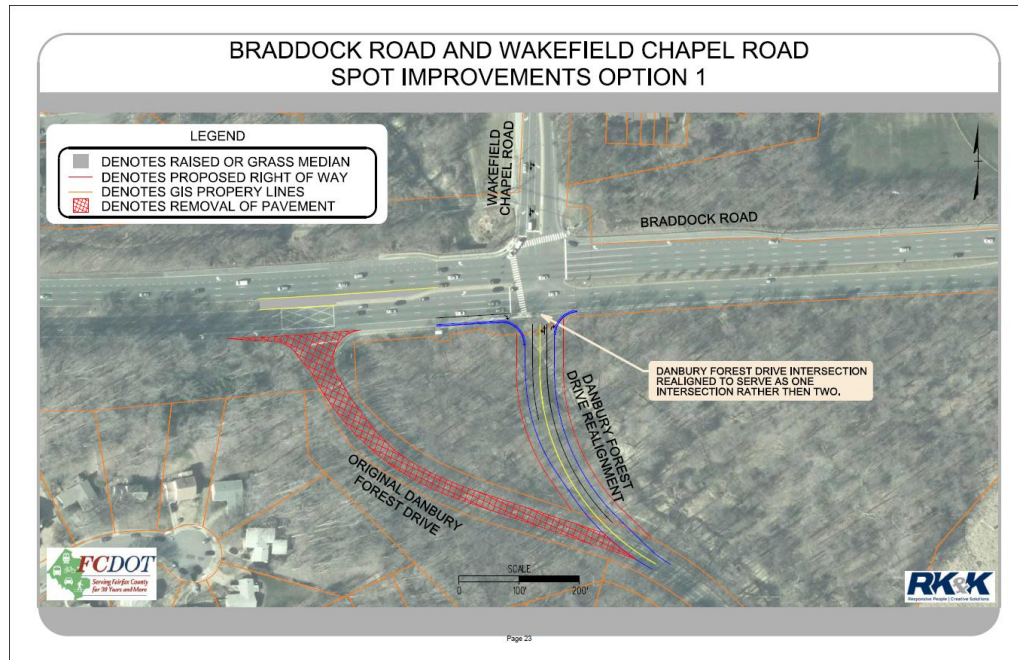 BRADDOCK ROAD AND WAKEFIELD CHAPEL ROAD
SPOT IMPROVEMENTS OPTION 1
LEGEND
DENOTES RAISED OR GRASS MEDIAN
DENOTES PROPOSED RIGHT OF WAY
DENOTES GIS PROPERY LINES
DENOTES REMOVAL OF PAVEMENT
WAKEFIELD
CHAPEL ROAD
BRADDOCK ROAD
DANBURY FOREST DRIVE INTERSECTION
REALIGNED TO SERVE AS ONE
INTERSECTION RATHER THEN TWO.
DANBURY FOREST
DRIVE REALIGNMENT
ORIGINAL DANBURY
FOREST DRIVE
FCDOT
Serving Fairfax County
for 30 Years and More
SCALE
0 100' 200'
RK&K
Responsive People | Creative Solutions
Page 23